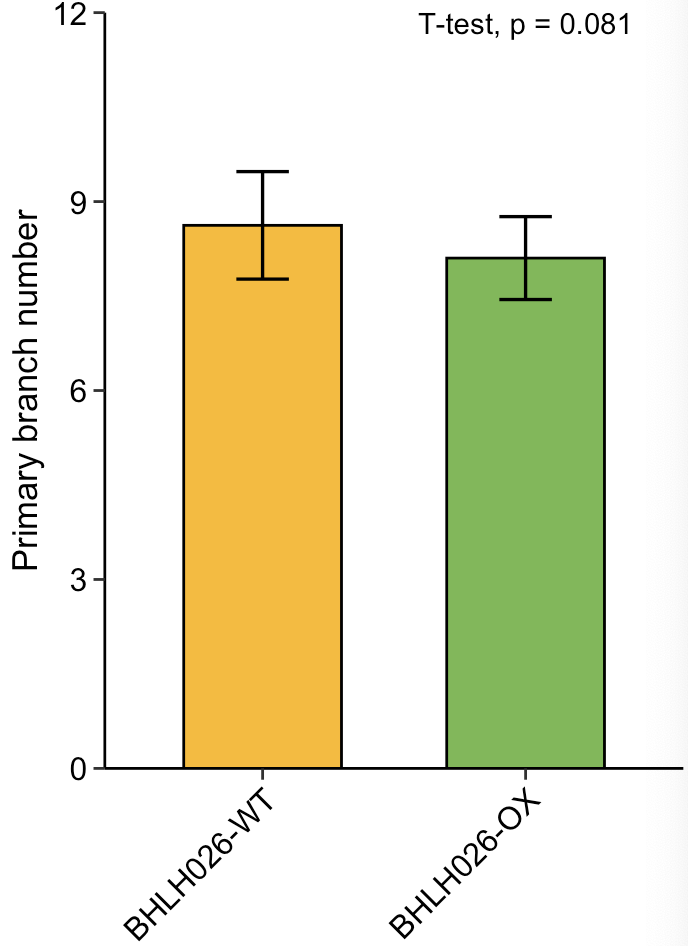 T-test, p = 0.081
Primary branch number
12
9
6
3
0
BHLH026-WT
BHLH026-OX